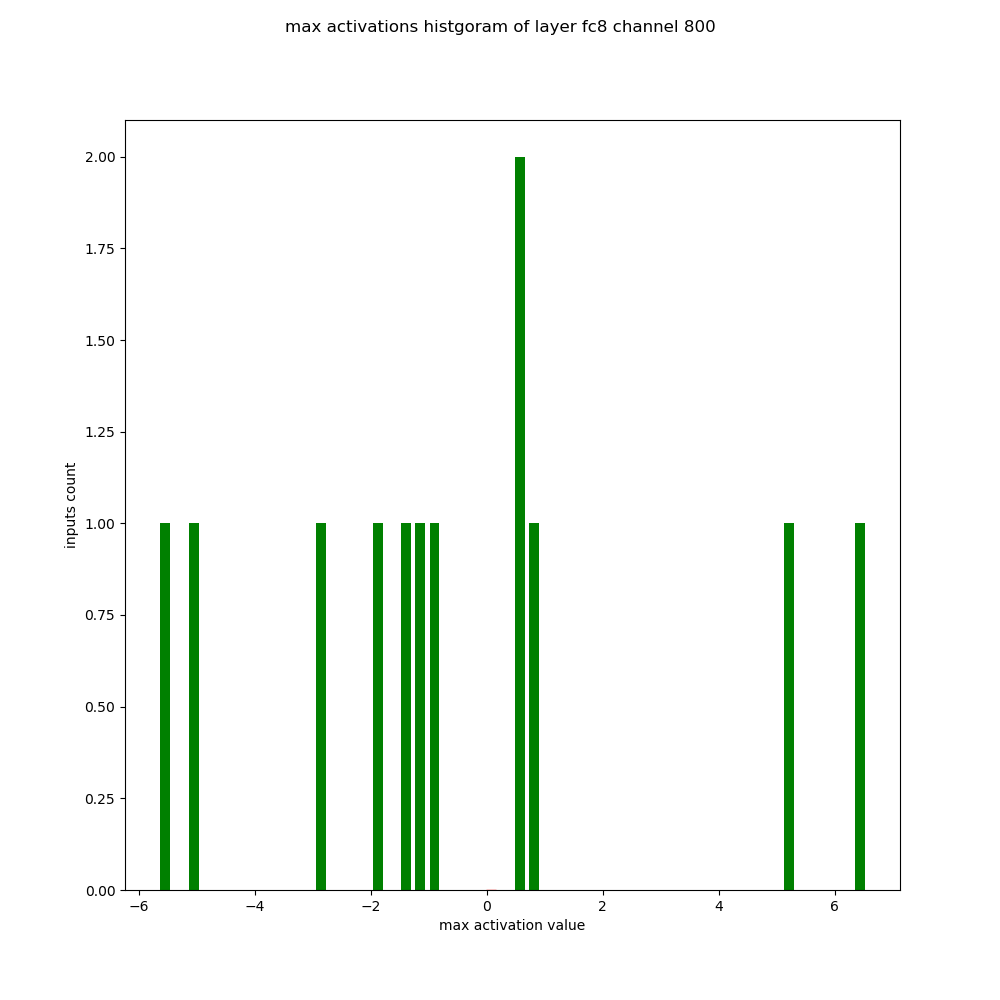 max activations histgoram of layer fc8 channel 800
2.00
1.75
1.50
1.25
1.00
0.75
0.50
0.25
0.00
inputs count
−6 −4 −2 0 2 4 6
max activation value